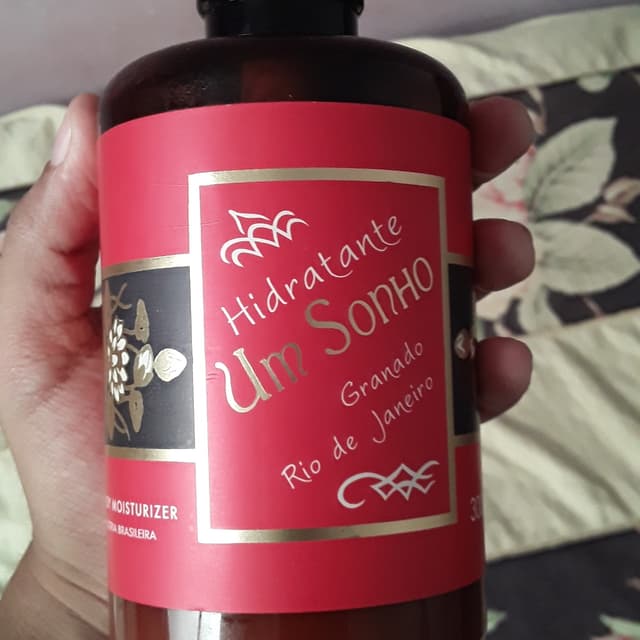 Hidratante
Um Sonho
Granado
Rio de Janeiro
MOISTURIZER
BRASILEIRA